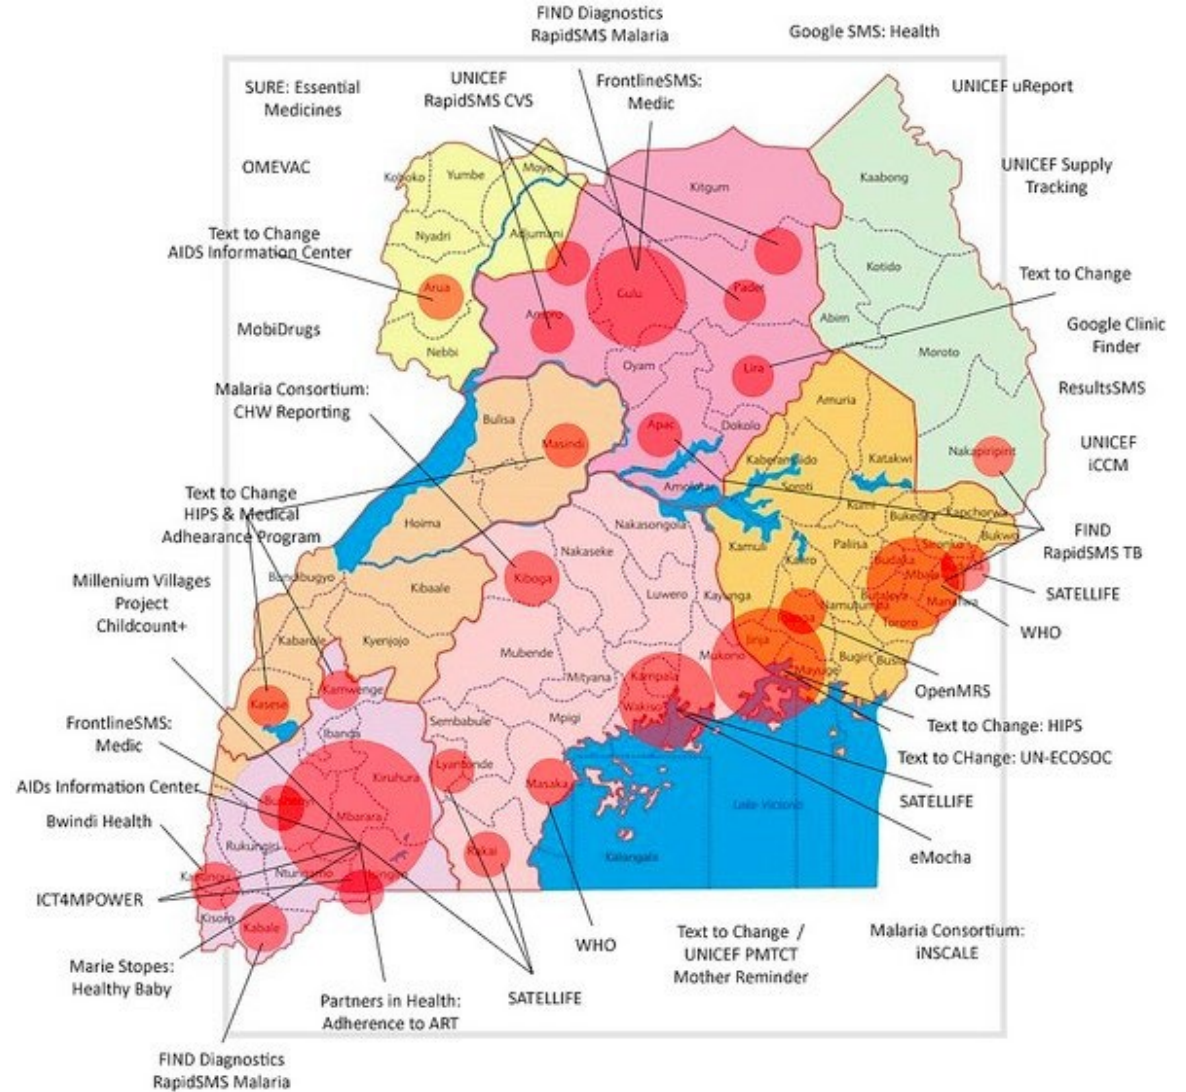 FIND Diagnostics
RapidSMS Malaria
Google SMS: Health
SURE: Essential
Medicines
UNICEF
RapidSMS CVS
FrontlineSMS:
Medic
UNICEF uReport
OMEVAC
UNICEF Supply
Tracking
Text to Change
AIDS Information Center
Text to Change
MobiDrugs
Google Clinic
Finder
Malaria Consortium:
CHW Reporting
ResultsSMS
UNICEF
iCCM
Text to Change
HIPS & Medical
Adhearance Program
FIND
RapidSMS TB
Millenium Villages
Project
Childcount+
SATELLIFE
WHO
OpenMRS
FrontlineSMS:
Medic
Text to Change: HIPS
Text to CHange: UN-ECOSOC
AIDs Information Center
SATELLIFE
Bwindi Health
eMocha
ICT4MPOWER
WHO
Text to Change /
UNICEF PMTCT
Mother Reminder
Malaria Consortium:
iNSCALE
Marie Stopes:
Healthy Baby
Partners in Health:
Adherence to ART
SATELLIFE
FIND Diagnostics
RapidSMS Malaria
Koboko
Yumbe
Moyo
Kitgum
Kaabong
Nyadri
Adjumani
Kotido
Arua
Gulu
Pader
Abim
Nebbi
Oyam
Lira
Moroto
Bulisa
Amuria
Masindi
Apac
Dokolo
Nakapiripirit
Katakwi
Soroti
Amolatar
Hoima
Nakasongola
Kumi
Bukedea
Kapchorwa
Bukwo
Nakaseke
Kamuli
Pallisa
Bundibugyo
Kibaale
Kiboga
Luwero
Kayunga
Budaka
Namutumba
Butaleja
Manafwa
Tororo
Kabarole
Kyenjojo
Mubende
Mukono
Jinja
Bugiri
Busia
Mayuge
Kasese
Kamwenge
Mityana
Kampala
Wakiso
Ibanda
Sembabule
Mpigi
Kiruhura
Lyantonde
Masaka
Mbarara
Lake Victoria
Rukungiri
Rakai
Kalangala
Ntungamo
Kisoro
Kabale